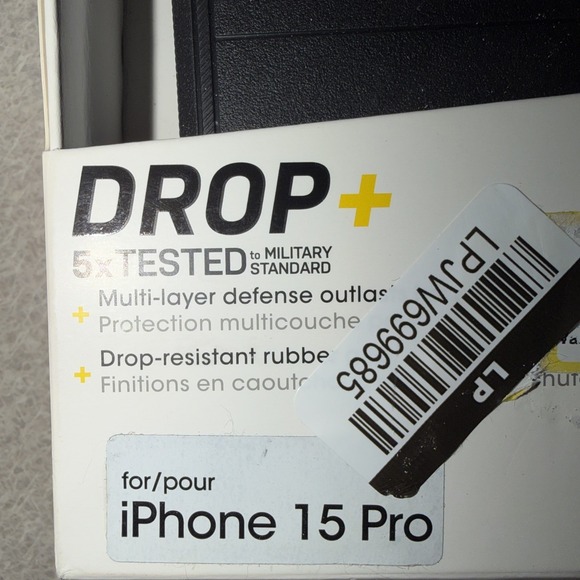 DROP+
5xTESTED to MILITARY STANDARD
+ Multi-layer defense
+ Protection multicouche
Drop-resistant
+ Finitions en
LPJW699685
LP
for/pour
iPhone 15 Pro